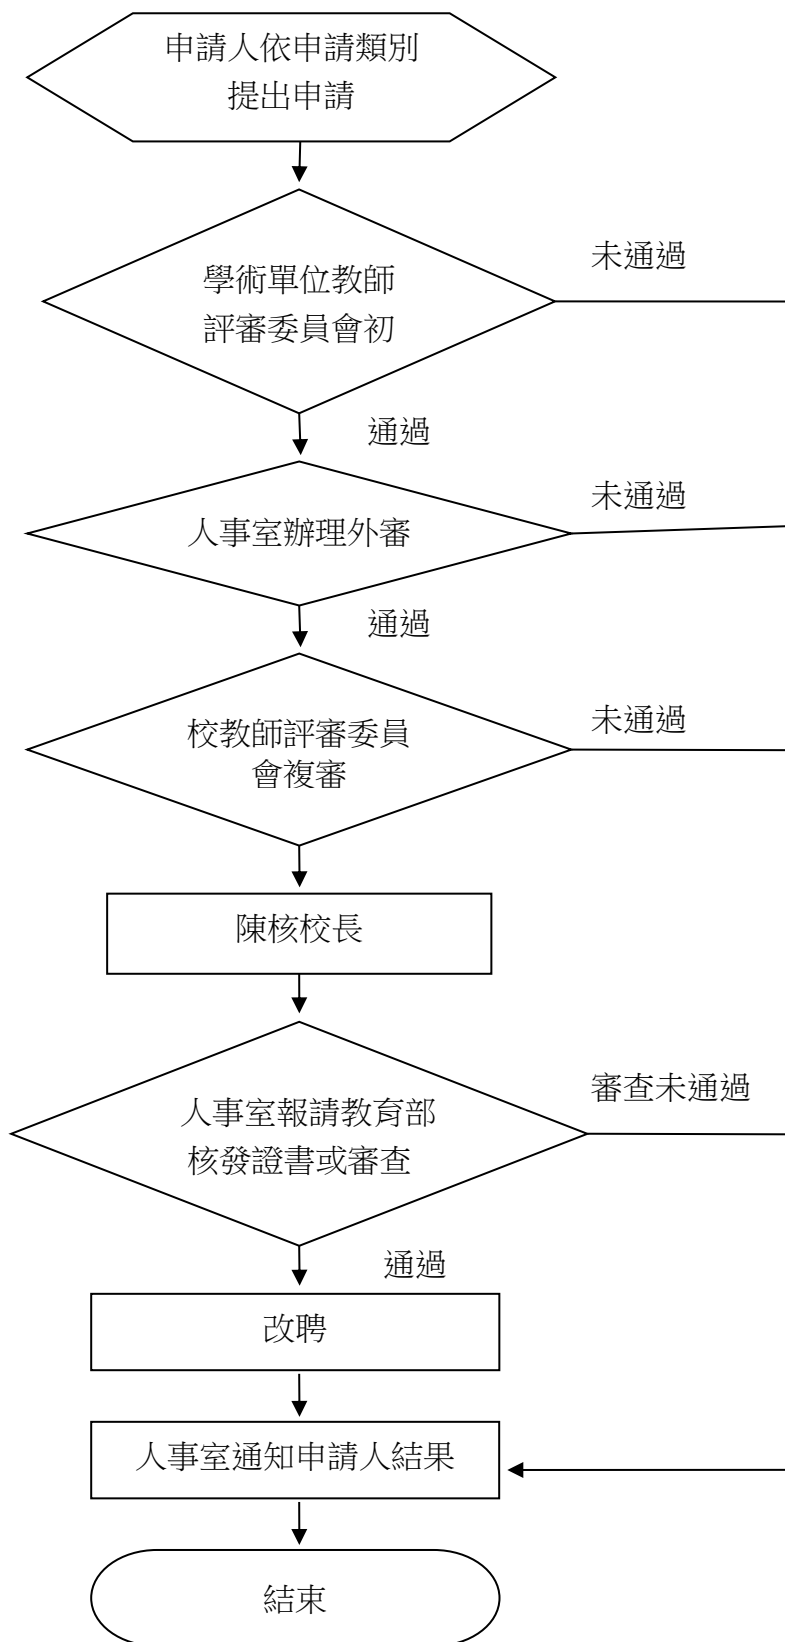 申請人依申請類別
提出申請
未通過
學術單位教師
評審委員會初
通過
未通過
人事室辦理外審
通過
未通過
校教師評審委員
會複審
陳核校長
審查未通過
人事室報請教育部
核發證書或審查
通過
改聘
人事室通知申請人結果
結束